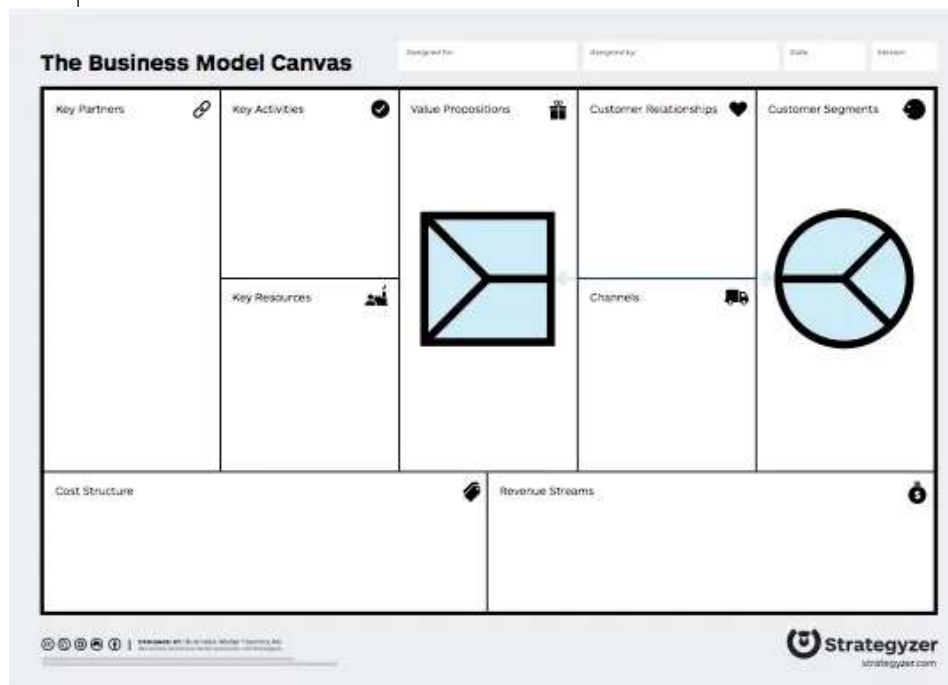 The Business Model Canvas
Designed for:
Designed by:
Date:
Version:
Key Partners
Key Activities
Value Propositions
Customer Relationships
Customer Segments
Key Resources
Channels
Cost Structure
Revenue Streams
Strategyzer
strategyzer.com